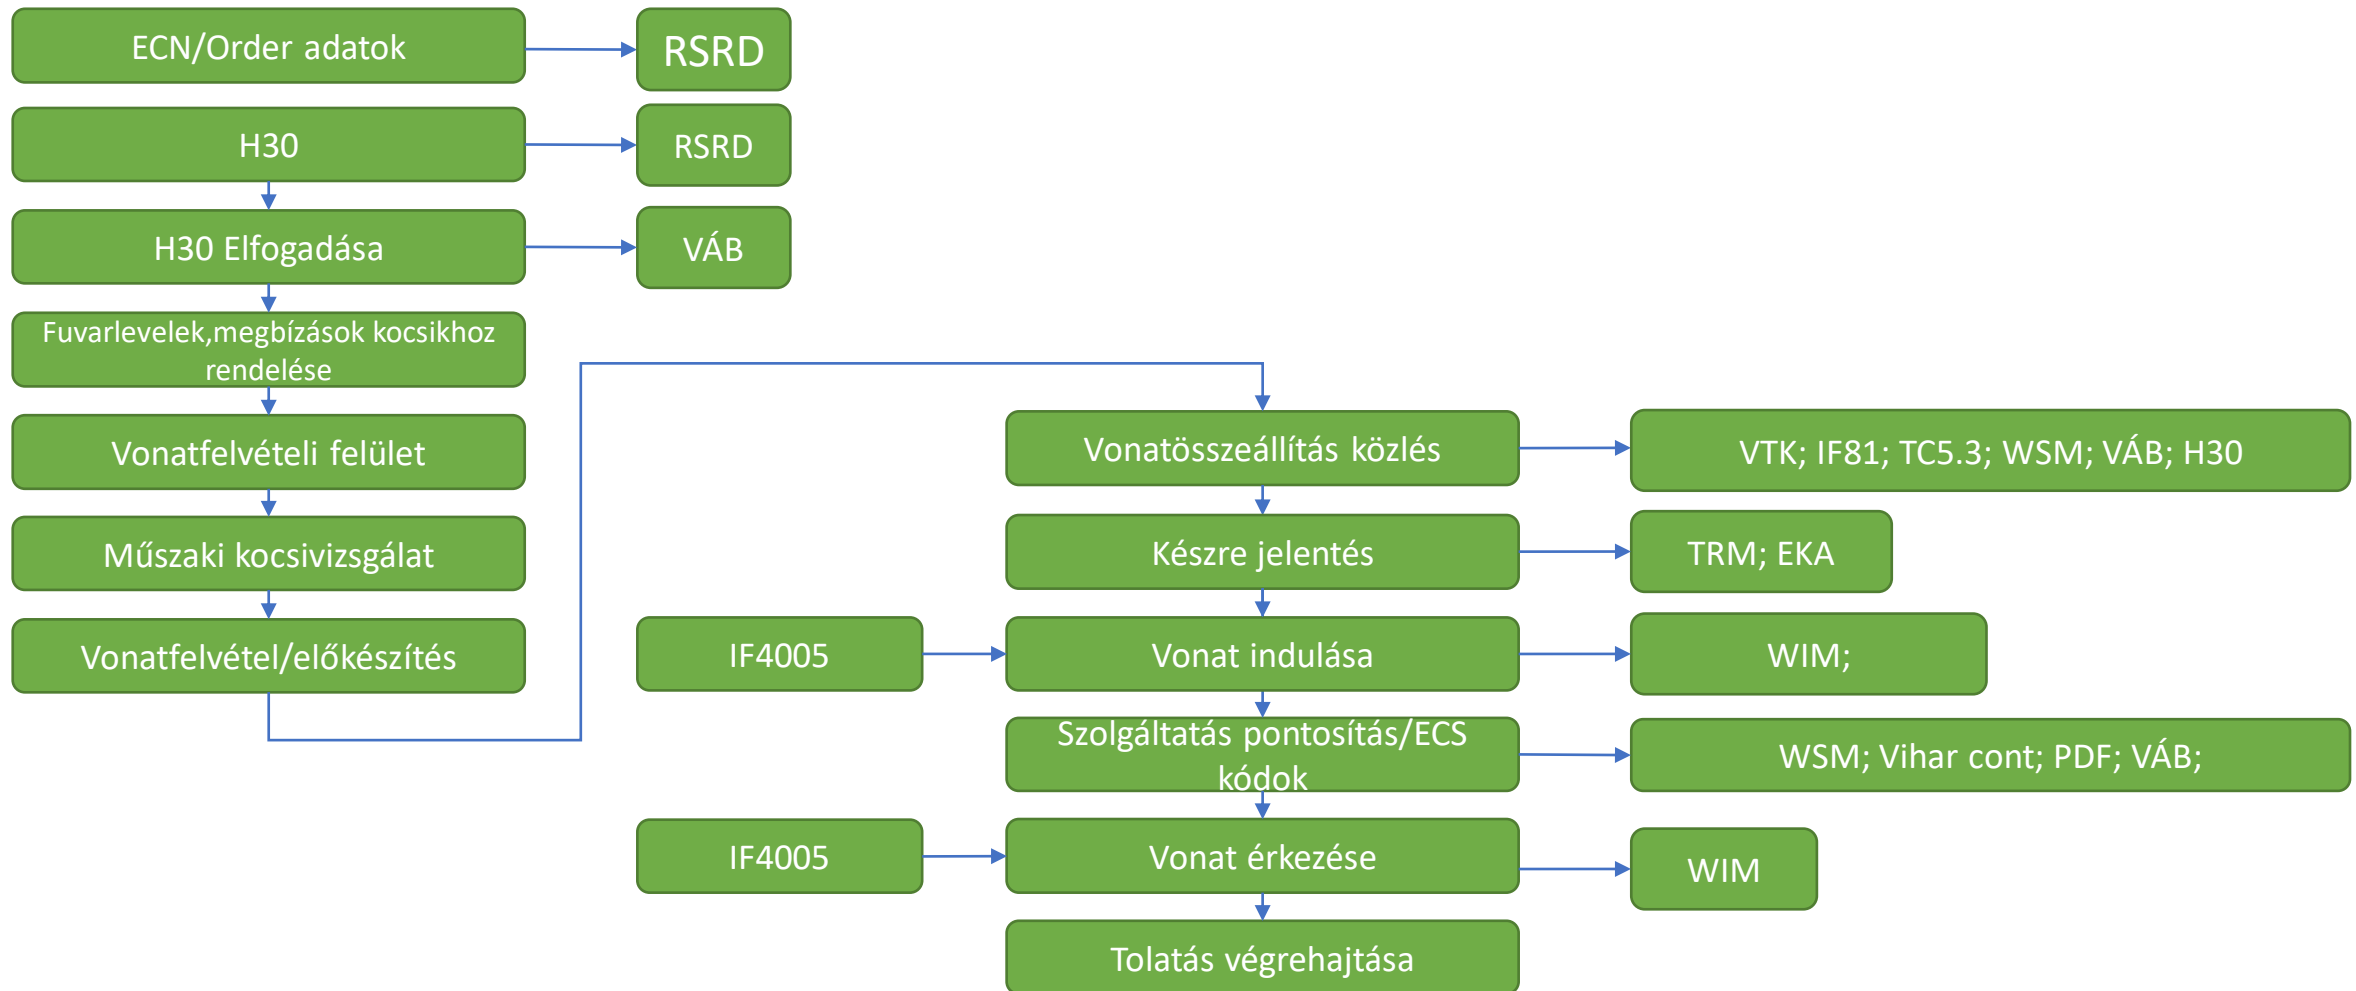 ECN/Order adatok
RSRD
H30
RSRD
H30 Elfogadása
VÁB
Fuvarlevelek,megbízások kocsikhoz
rendelése
Vonatfelvételi felület
Műszaki kocsivizsgálat
Vonatfelvétel/előkészítés
Vonatösszeállítás közlés
VTK; IF81; TC5.3; WSM; VÁB; H30
Készre jelentés
TRM; EKA
IF4005
Vonat indulása
WIM;
Szolgáltatás pontosítás/ECS
kódok
WSM; Vihar cont; PDF; VÁB;
IF4005
Vonat érkezése
WIM
Tolatás végrehajtása